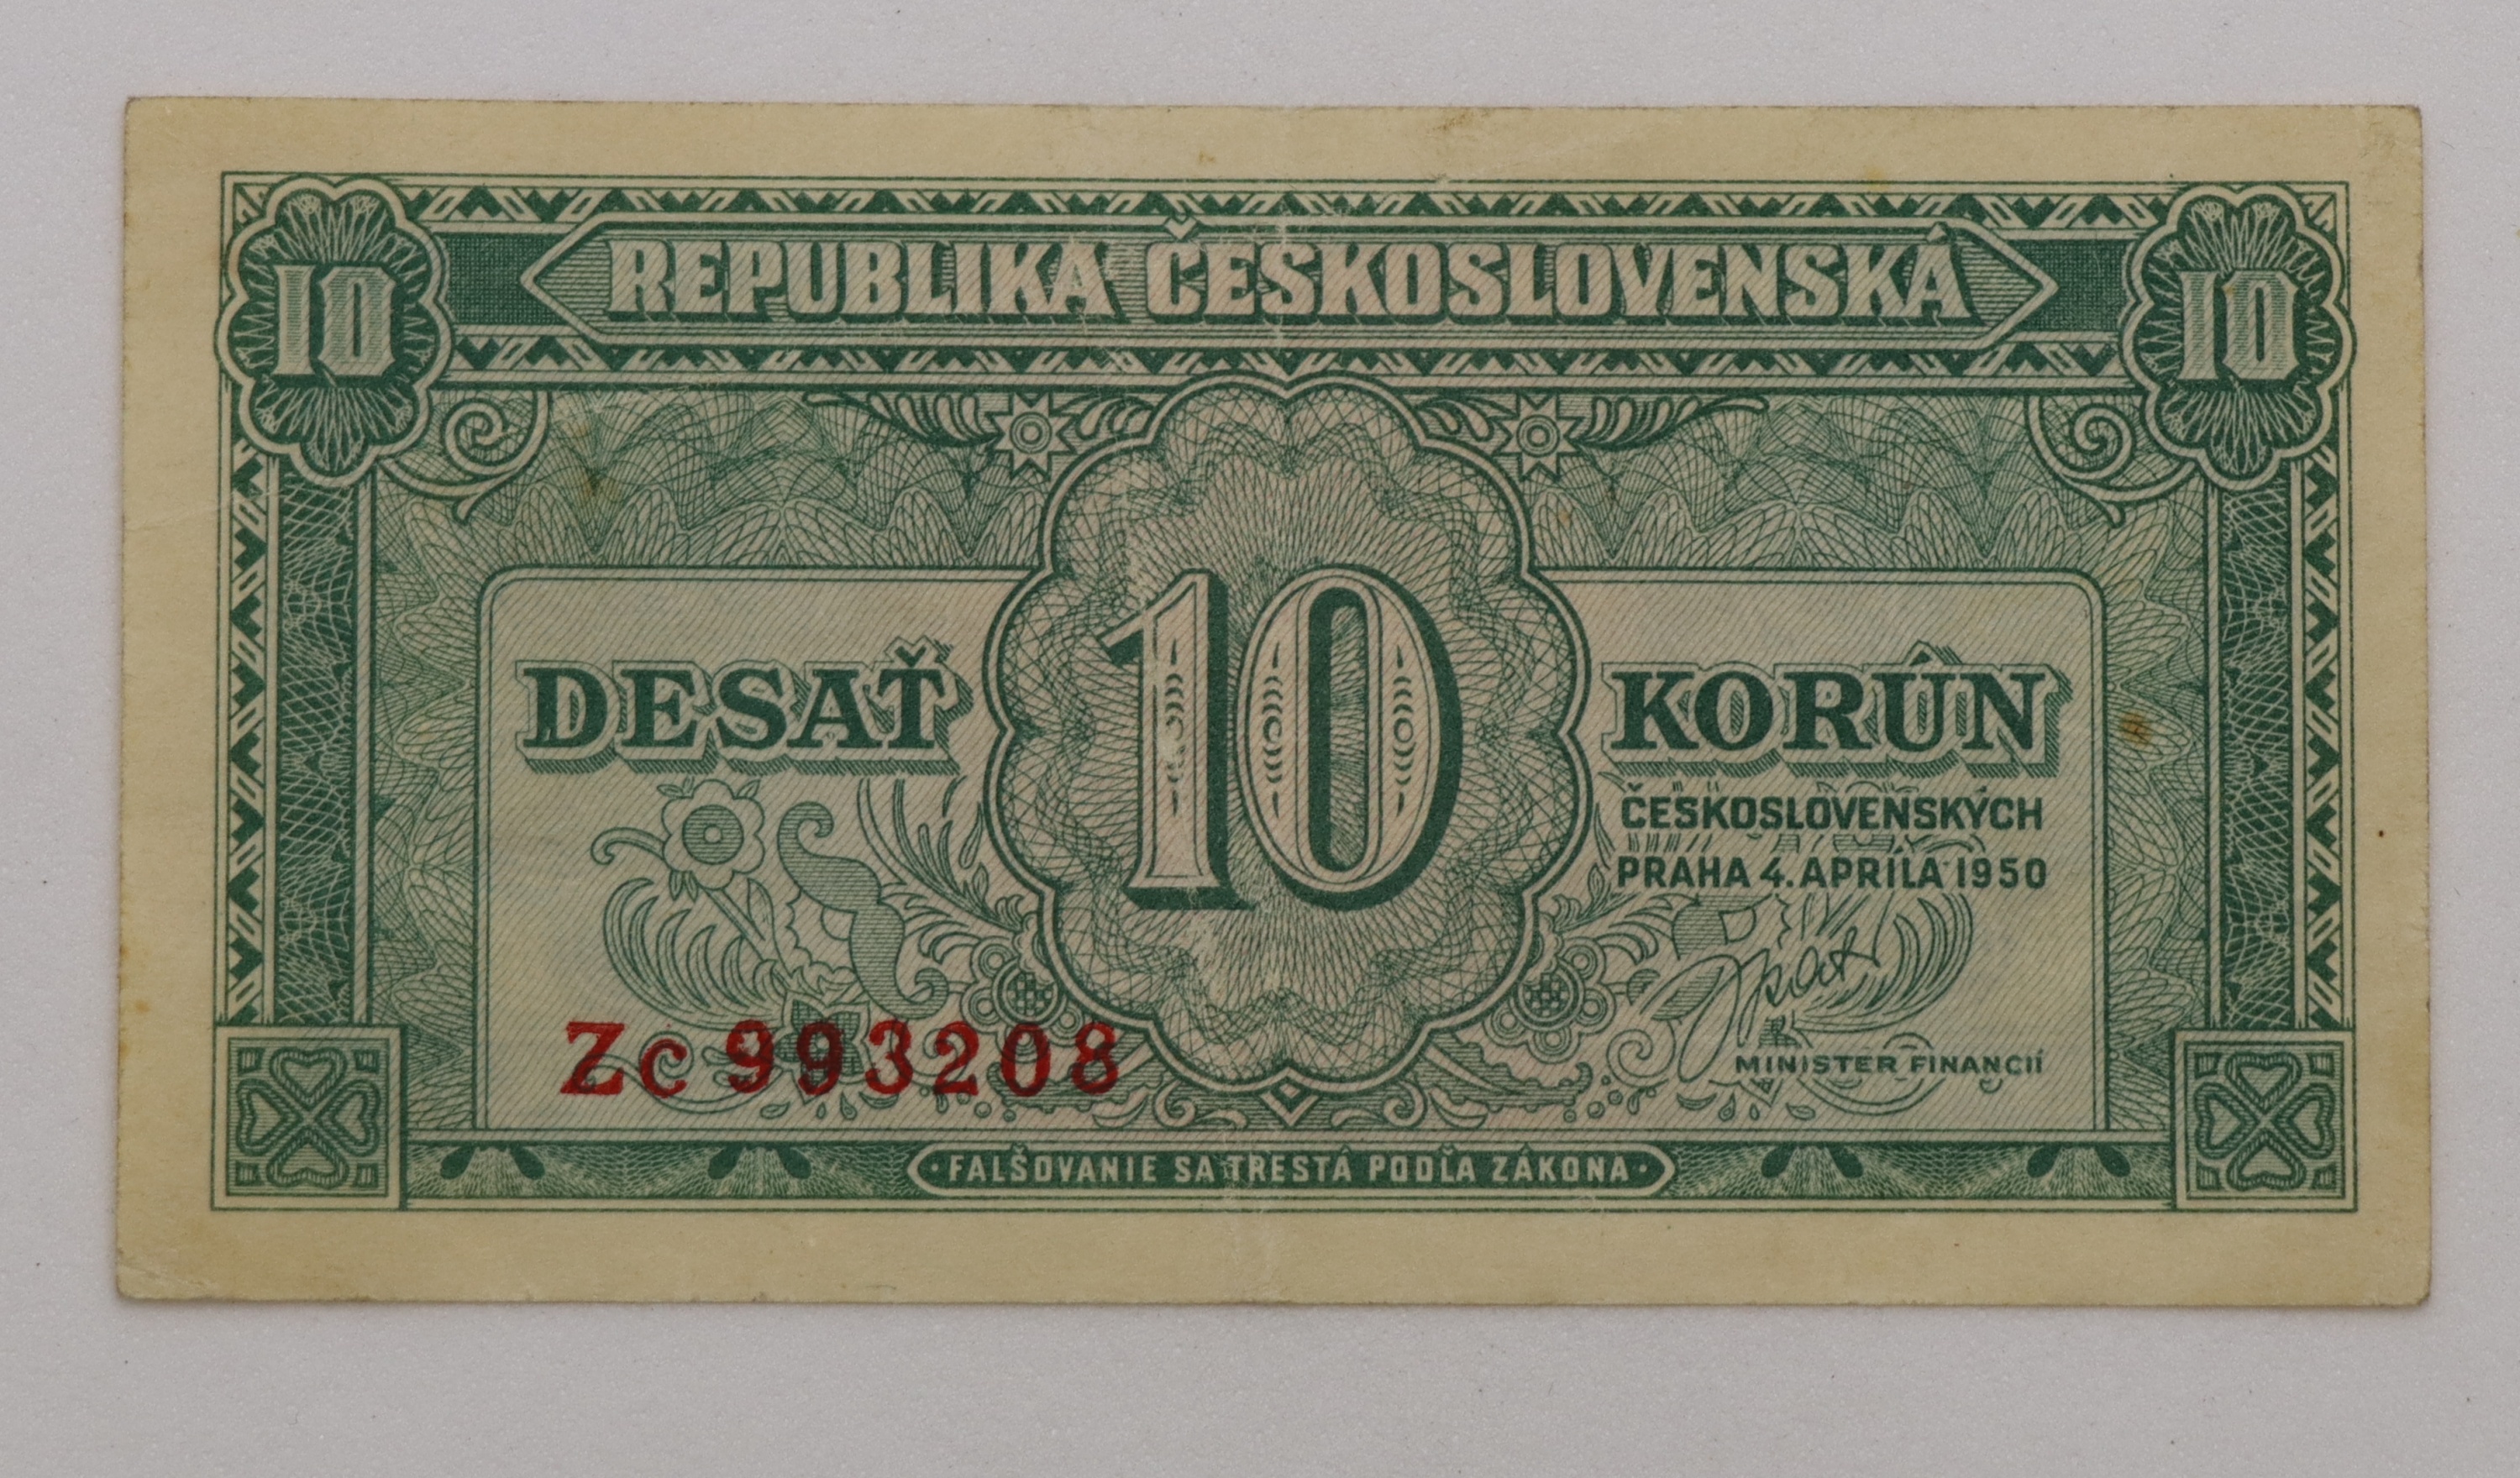 10
REPUBLIKA ČESKOSLOVENSKÁ
10
DESAŤ
10
KORÚN
ČESKOSLOVENSKÝCH
PRAHA 4. APRÍLA 1950
Zc 993208
MINISTER FINANCIÍ
·FALŠOVANIE SA TRESTÁ PODĽA ZÁKONA·